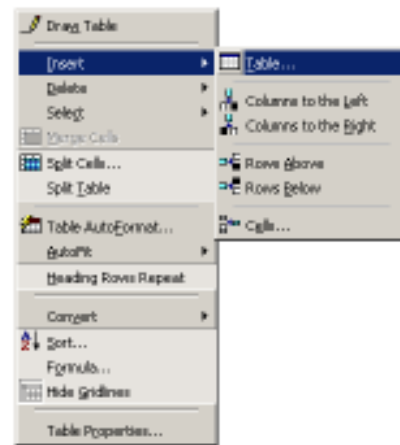 Draw Table
Insert
Delete
Select
Merge Cells
Split Cells...
Split Table
Table AutoFormat...
AutoFit
Heading Rows Repeat
Convert
Sort...
Formula...
Hide Gridlines
Table Properties...
Table...
Columns to the Left
Columns to the Right
Rows Above
Rows Below
Cells...